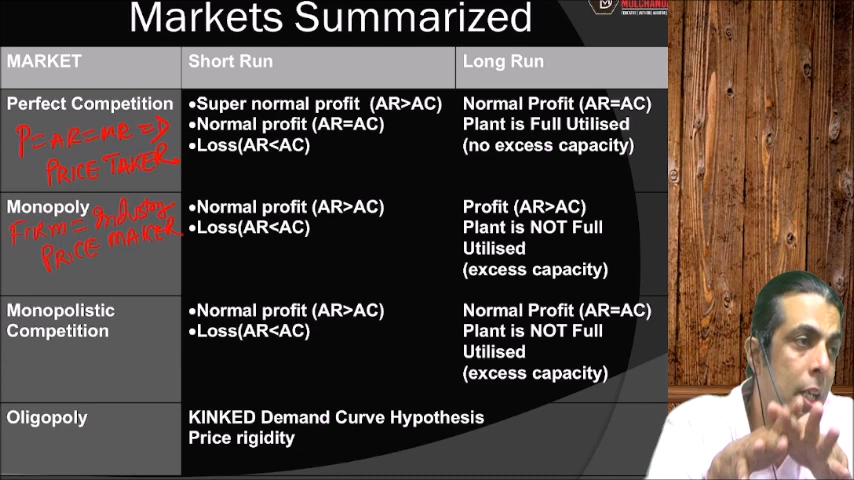 Markets Summarized
MARKET
Short Run
Long Run
Perfect Competition
P=AR=MR=D
PRICE TAKER
•Super normal profit (AR>AC)
•Normal profit (AR=AC)
•Loss(AR<AC)
Normal Profit (AR=AC)
Plant is Full Utilised
(no excess capacity)
Monopoly
Firm = Industry
PRICE MAKER
•Normal profit (AR>AC)
•Loss(AR<AC)
Profit (AR>AC)
Plant is NOT Full
Utilised
(excess capacity)
Monopolistic
Competition
•Normal profit (AR>AC)
•Loss(AR<AC)
Normal Profit (AR=AC)
Plant is NOT Full
Utilised
(excess capacity)
Oligopoly
KINKED Demand Curve Hypothesis
Price rigidity